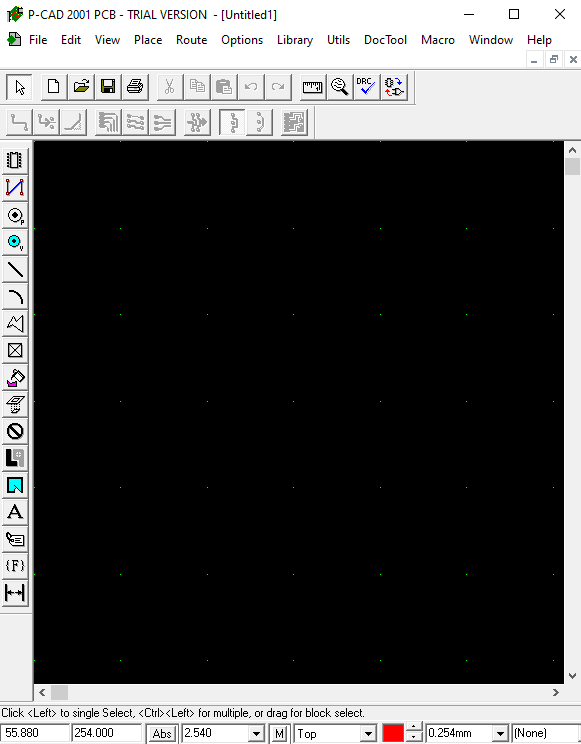 P-CAD 2001 PCB - TRIAL VERSION - [Untitled1]
File Edit View Place Route Options Library Utils DocTool Macro Window Help
DRC
P
V
A
{F}
Click <Left> to single Select, <Ctrl><Left> for multiple, or drag for block select.
55.880 254.000 Abs 2.540 M Top 0.254mm (None)